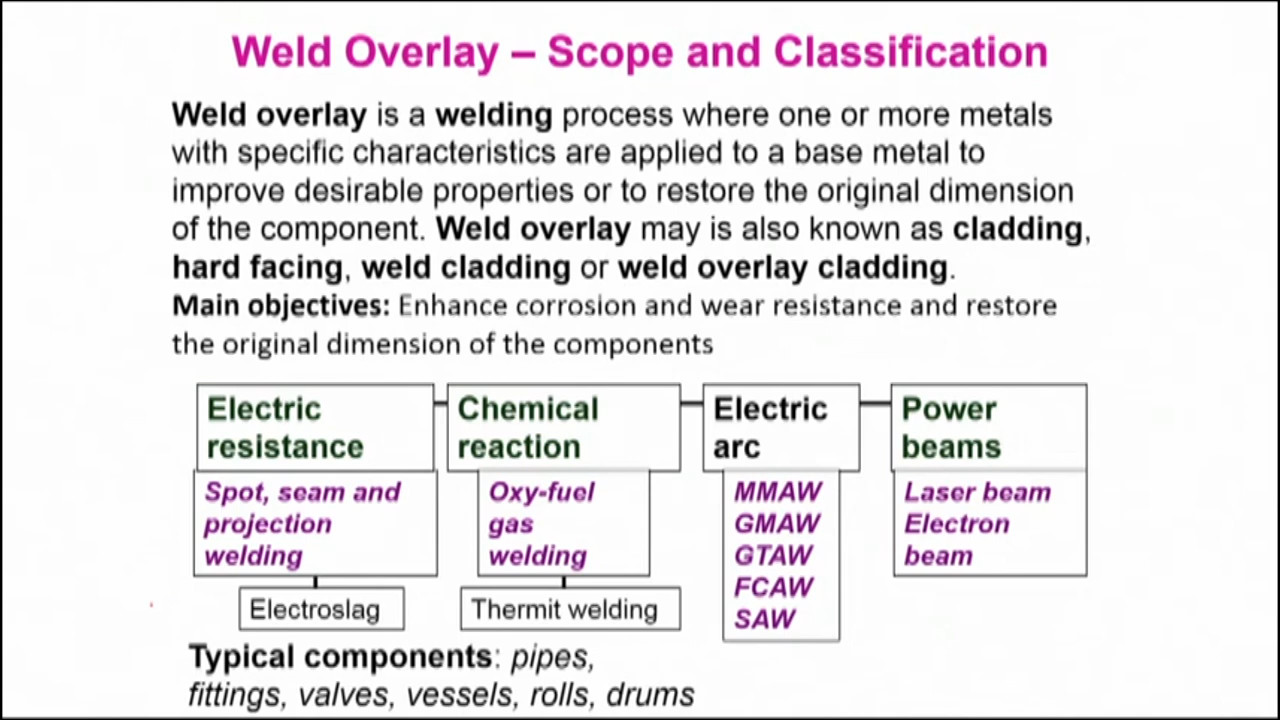 Weld Overlay – Scope and Classification
Weld overlay is a welding process where one or more metals
with specific characteristics are applied to a base metal to
improve desirable properties or to restore the original dimension
of the component. Weld overlay may is also known as cladding,
hard facing, weld cladding or weld overlay cladding.
Main objectives: Enhance corrosion and wear resistance and restore
the original dimension of the components
Electric
resistance
Spot, seam and
projection
welding
Electroslag
Chemical
reaction
Oxy-fuel
gas
welding
Thermit welding
Electric
arc
MMAW
GMAW
GTAW
FCAW
SAW
Power
beams
Laser beam
Electron
beam
Typical components: pipes,
fittings, valves, vessels, rolls, drums